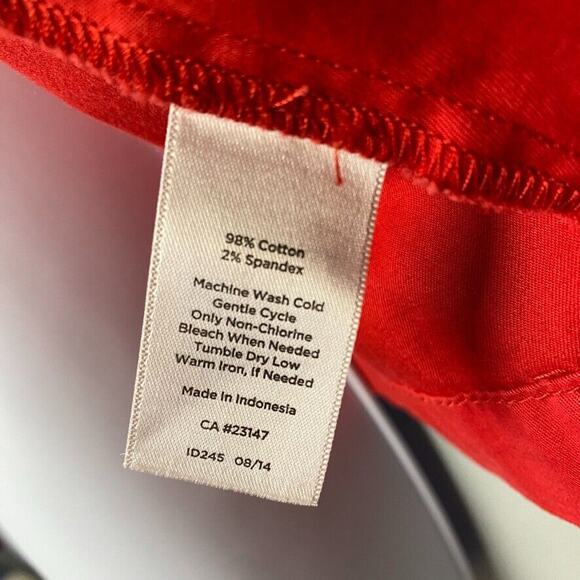 98% Cotton
2% Spandex
Machine Wash Cold
Gentle Cycle
Only Non-Chlorine
Bleach When Needed
Tumble Dry Low
Warm Iron, If Needed
Made In Indonesia
CA #23147
ID245 08/14